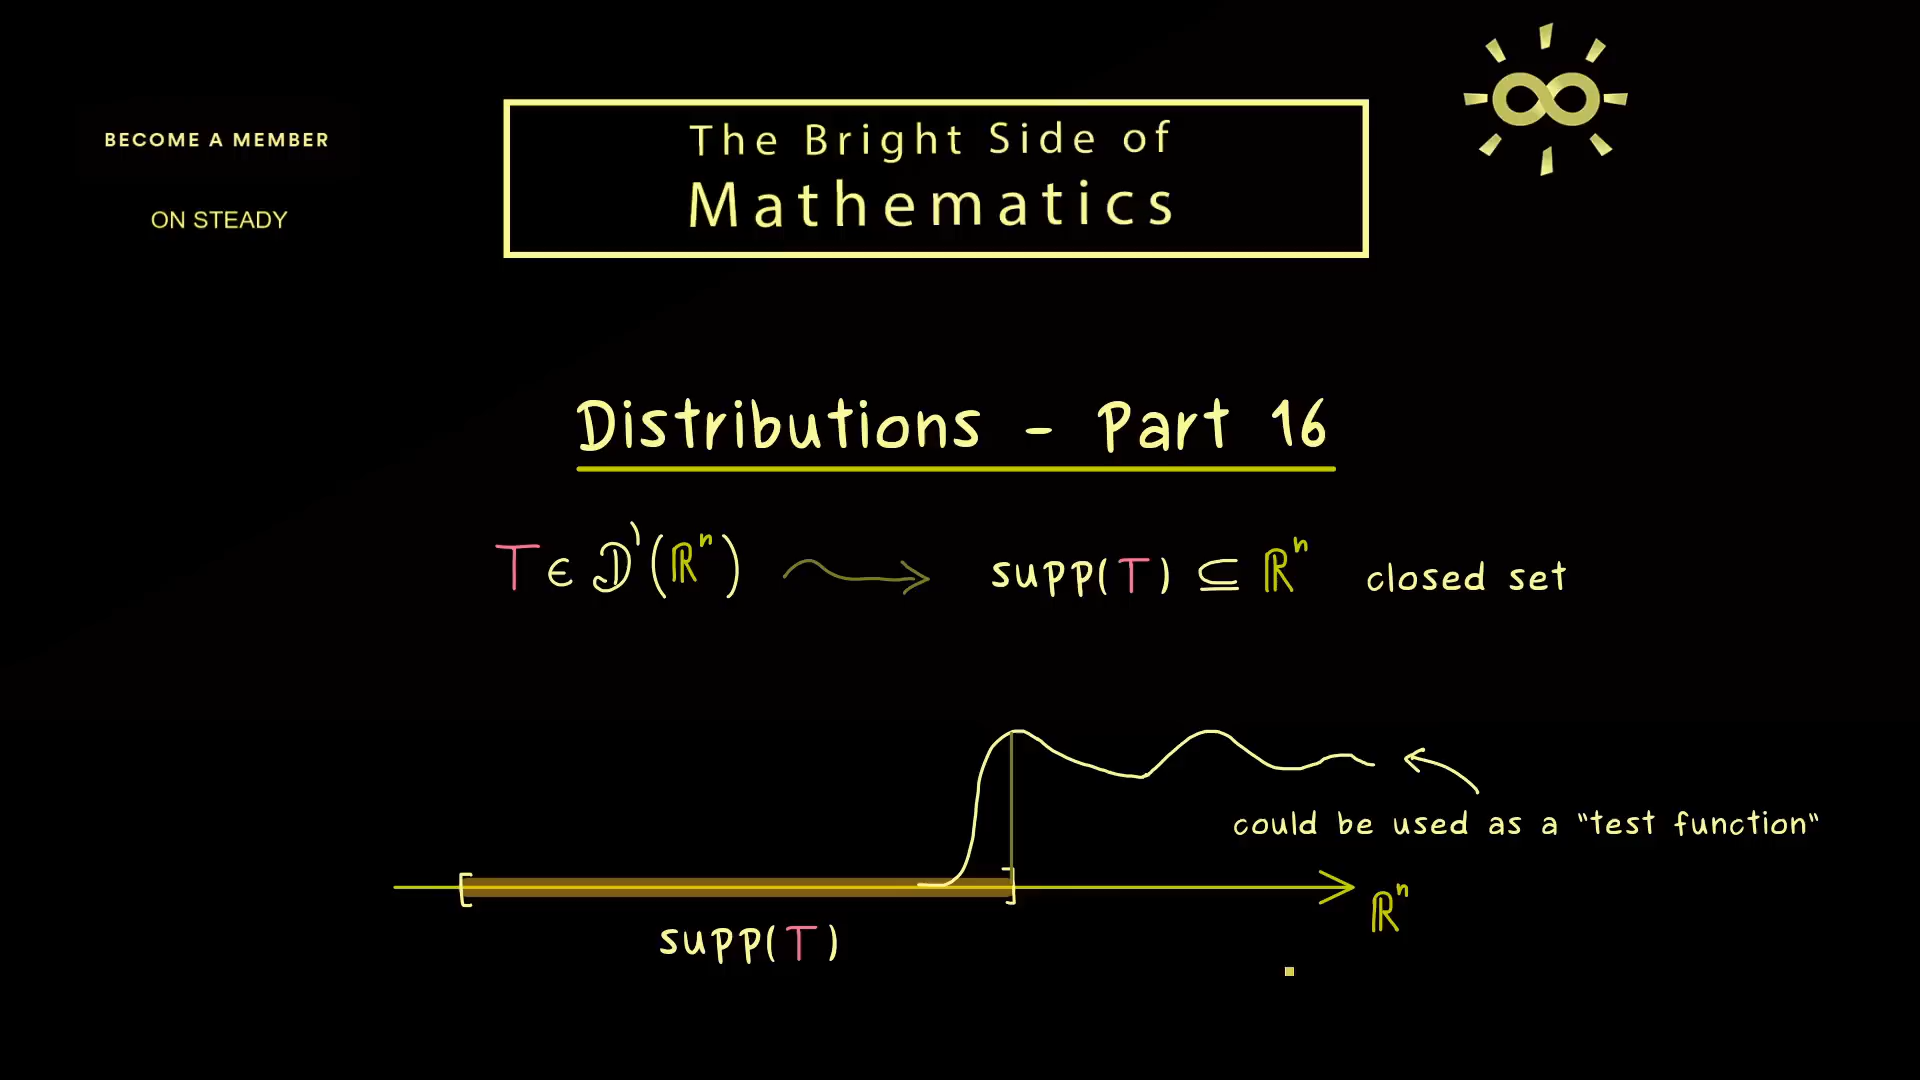 BECOME A MEMBER
ON STEADY
The Bright Side of
Mathematics
Distributions - Part 16
T ∈ 𝒟'(ℝⁿ) ⟶ supp(T) ⊆ ℝⁿ closed set
could be used as a "test function"
ℝⁿ
supp(T)